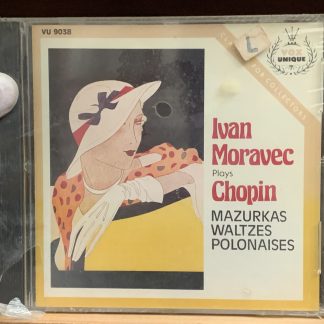 VU 9038
L
VOX
UNIQUE
Ivan
Moravec
Plays
Chopin
MAZURKAS
WALTZES
POLONAISES